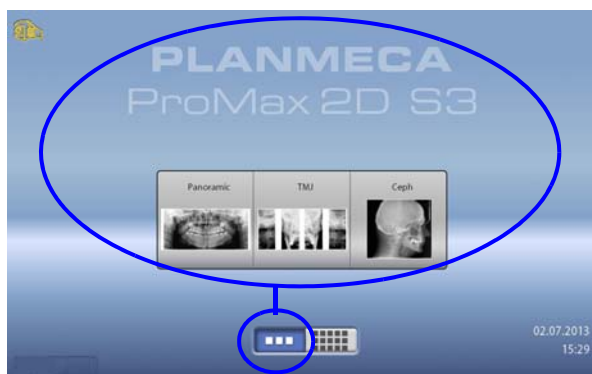 PLANMECA
ProMax 2D S3
Panoramic TMJ Ceph
02.07.2013
15:29